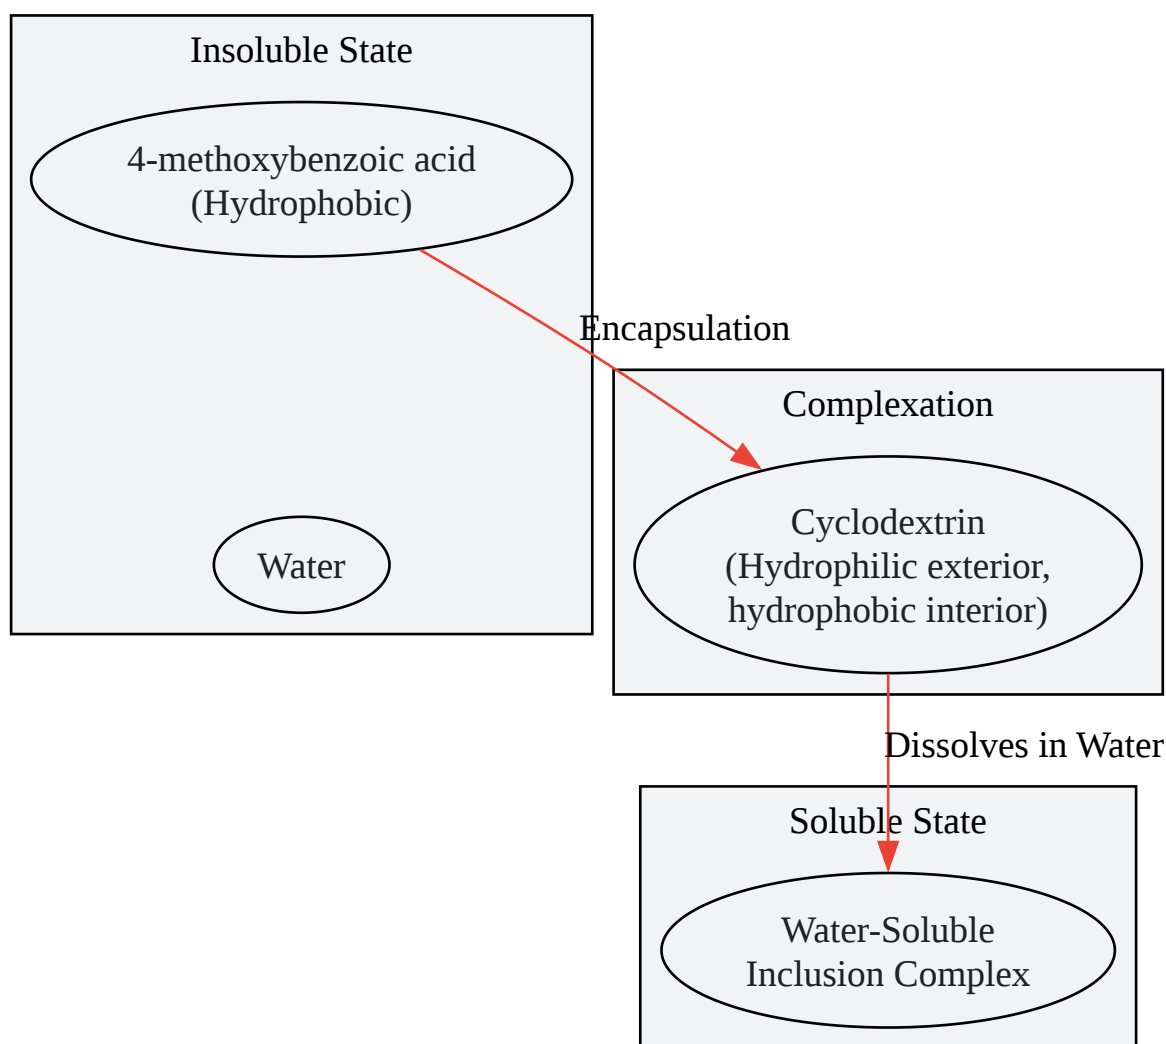 Insoluble State
4-methoxybenzoic acid
(Hydrophobic)
Encapsulation
Complexation
Water
Cyclodextrin
(Hydrophilic exterior,
hydrophobic interior)
Dissolves in Water
Soluble State
Water-Soluble
Inclusion Complex